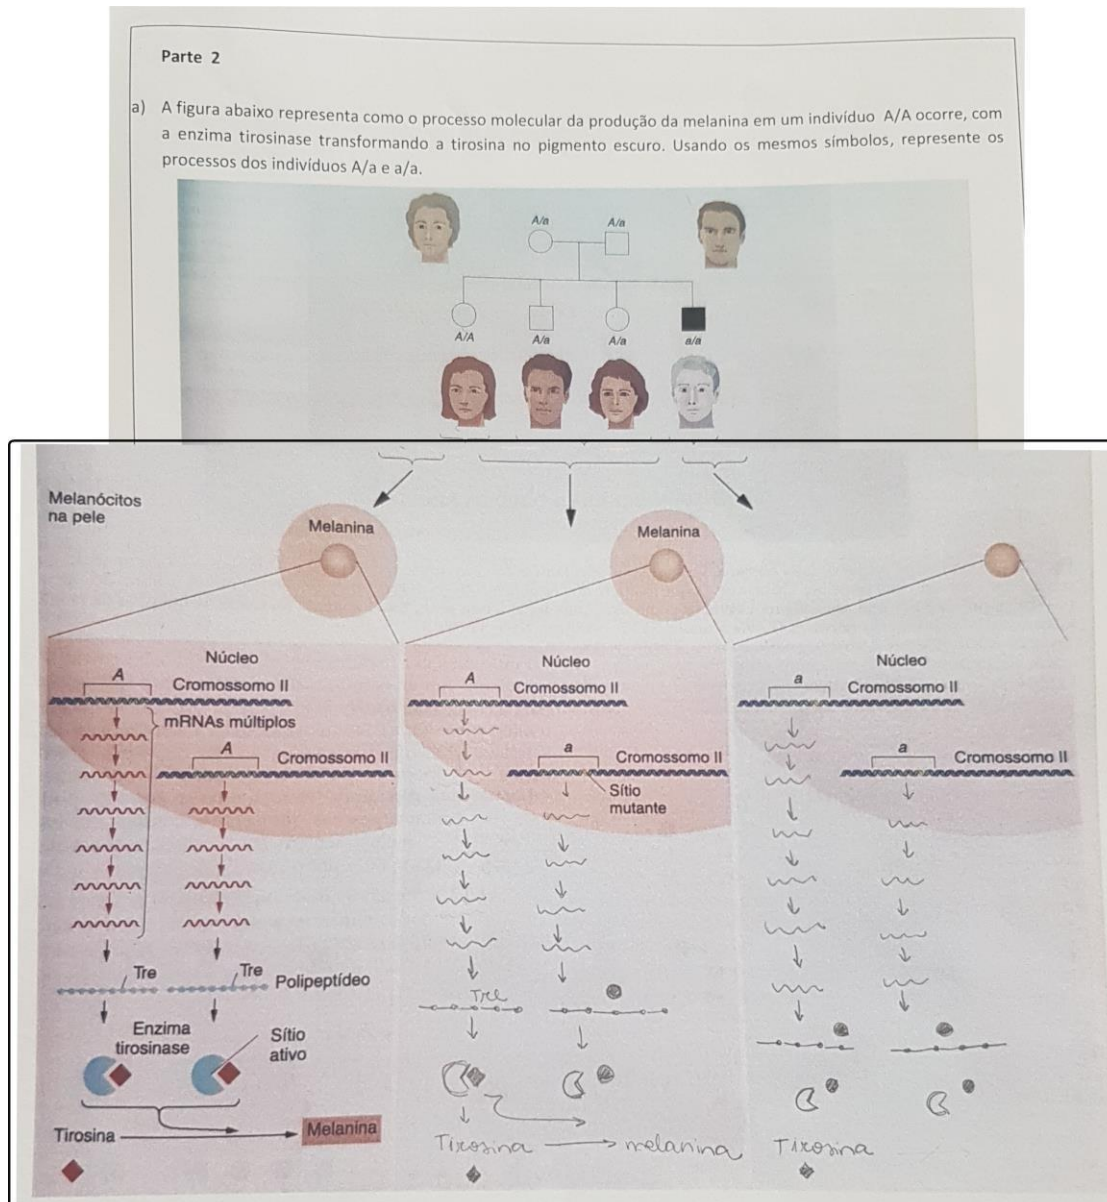 Parte 2
a) A figura abaixo representa como o processo molecular da produção da melanina em um indivíduo A/A ocorre, com
a enzima tirosinase transformando a tirosina no pigmento escuro. Usando os mesmos símbolos, represente os
processos dos indivíduos A/a e a/a.
A/a A/a
A/A A/a A/a a/a
Melanócitos
na pele
Melanina Melanina
Núcleo
A
Cromossomo II
mRNAs múltiplos
A
Cromossomo II
Tre Tre
Polipeptídeo
Enzima
tirosinase
Sítio
ativo
Tirosina
Melanina
Núcleo
A
Cromossomo II
a
Cromossomo II
Sítio
mutante
Tre
Tirosina melanina
Núcleo
a
Cromossomo II
a
Cromossomo II
Tirosina